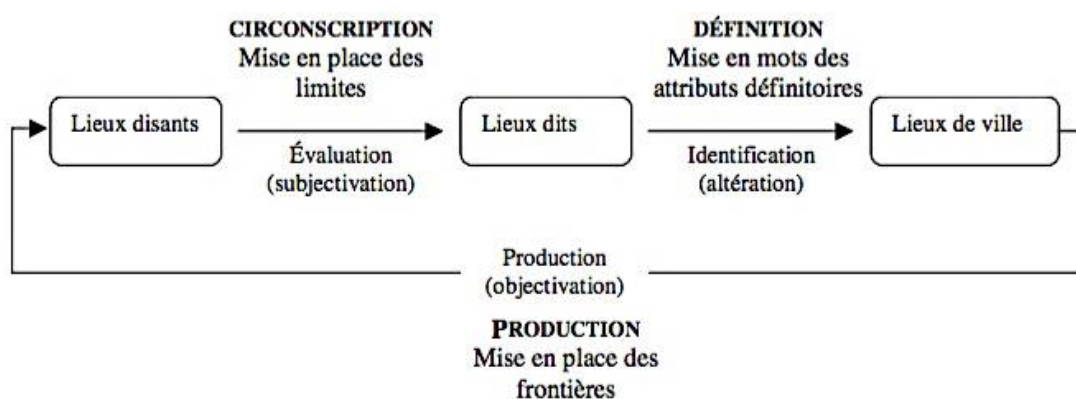 CIRCONSCRIPTION
Mise en place des
limites
DÉFINITION
Mise en mots des
attributs définitoires
Lieux disants
Lieux dits
Lieux de ville
Évaluation
(subjectivation)
Identification
(altération)
Production
(objectivation)
PRODUCTION
Mise en place des
frontières